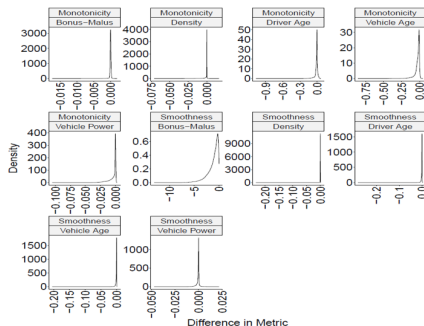 Monotonicity Monotonicity Monotonicity Monotonicity
Bonus−Malus Density Driver Age Vehicle Age
3000 4000 50 30
2000 3000 40
2000 30 20
1000 1000 20 10
10
0 0 0 0
−0.015 −0.010 −0.005 0.000 −0.075 −0.050 −0.025 0.000 −0.9 −0.6 −0.3 0.0 −0.75 −0.50 −0.25 0.00
Monotonicity Smoothness Smoothness Smoothness
Vehicle Power Bonus−Malus Density Driver Age
400 0.6 9000 1500
300 0.4 6000 1000
200 0.2 3000 500
100
0 0.0 0 0
−0.100 −0.075 −0.050 −0.025 0.000 −10 −5 0 −0.20 −0.15 −0.10 −0.05 0.00 −0.2 −0.1 0.0
Density
Smoothness Smoothness
Vehicle Age Vehicle Power
1500 1000
1000 500
500
0 0
−0.20 −0.15 −0.10 −0.05 0.00 −0.050 −0.025 0.000 0.025
Difference in Metric